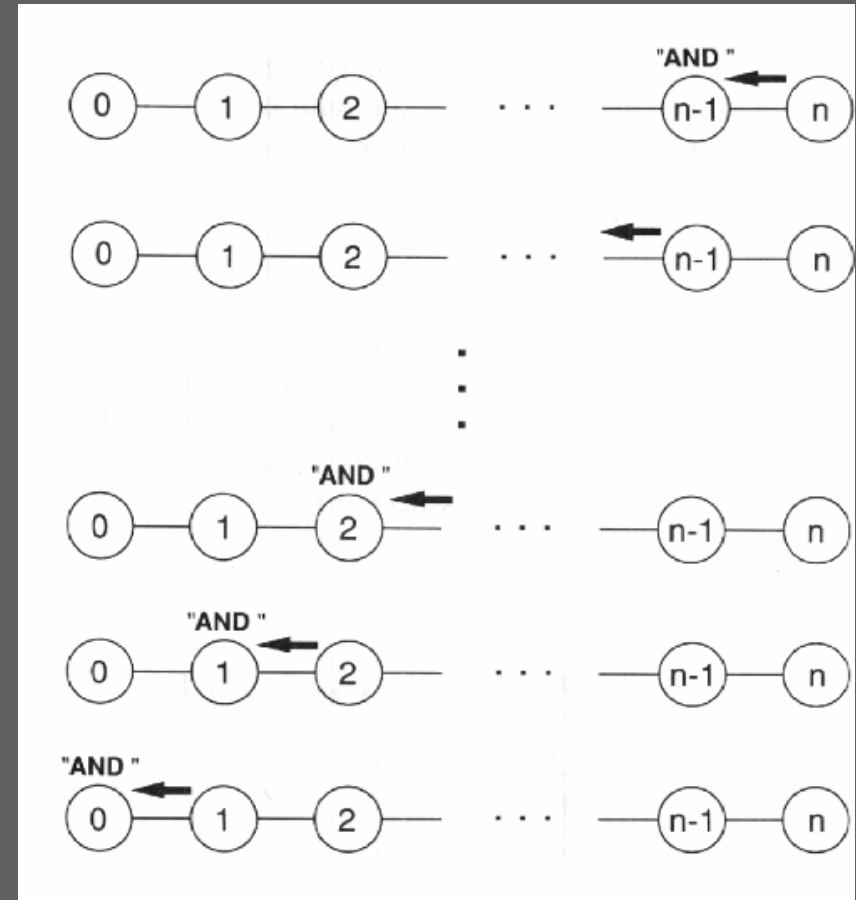 "AND "
0 1 2 . . . n-1 n
0 1 2 . . . n-1 n
.
.
.
"AND "
0 1 2 . . . n-1 n
"AND "
0 1 2 . . . n-1 n
"AND "
0 1 2 . . . n-1 n